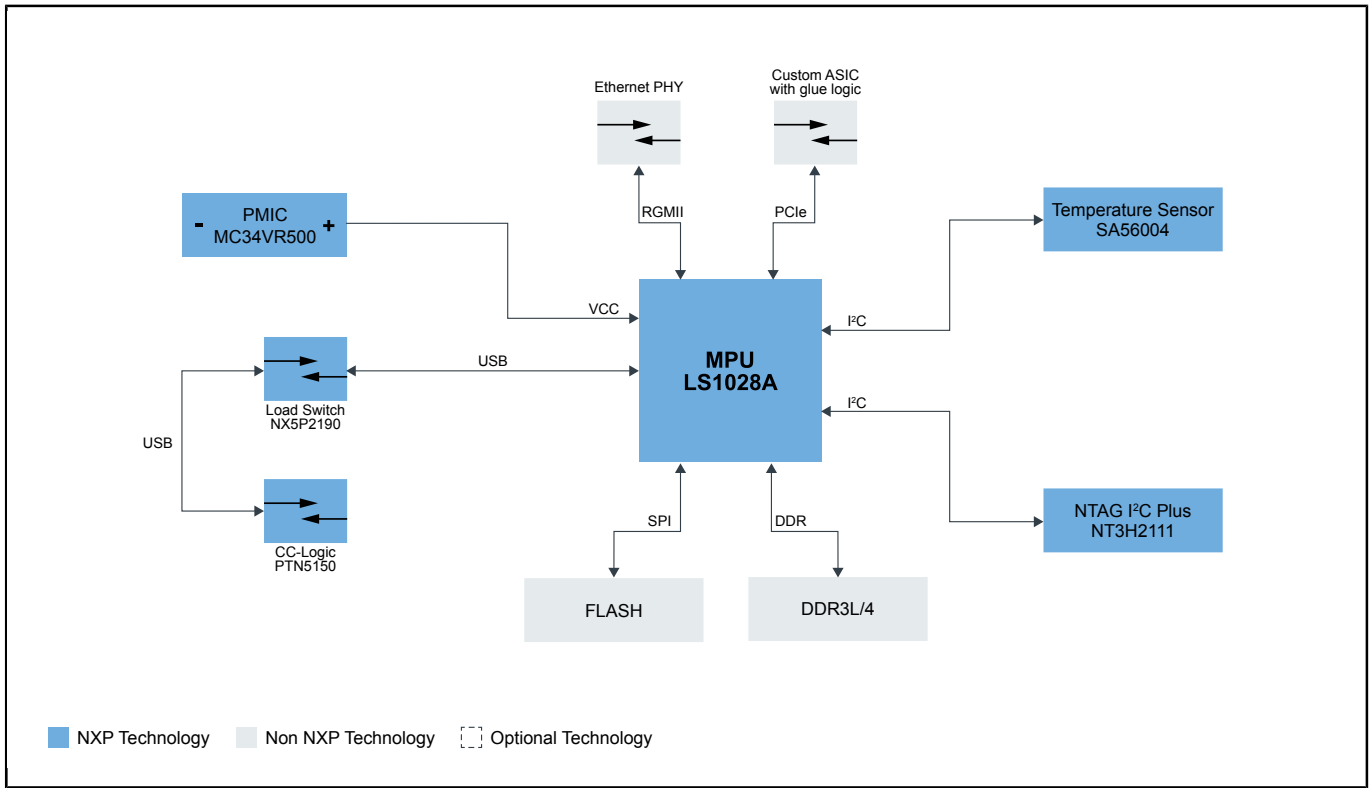 Ethernet PHY
Custom ASIC
with glue logic
RGMII
PCIe
PMIC
- +
MC34VR500
Temperature Sensor
SA56004
VCC
I²C
MPU
LS1028A
USB
Load Switch
NX5P2190
I²C
USB
NTAG I²C Plus
NT3H2111
SPI
DDR
CC-Logic
PTN5150
FLASH
DDR3L/4
NXP Technology
Non NXP Technology
Optional Technology